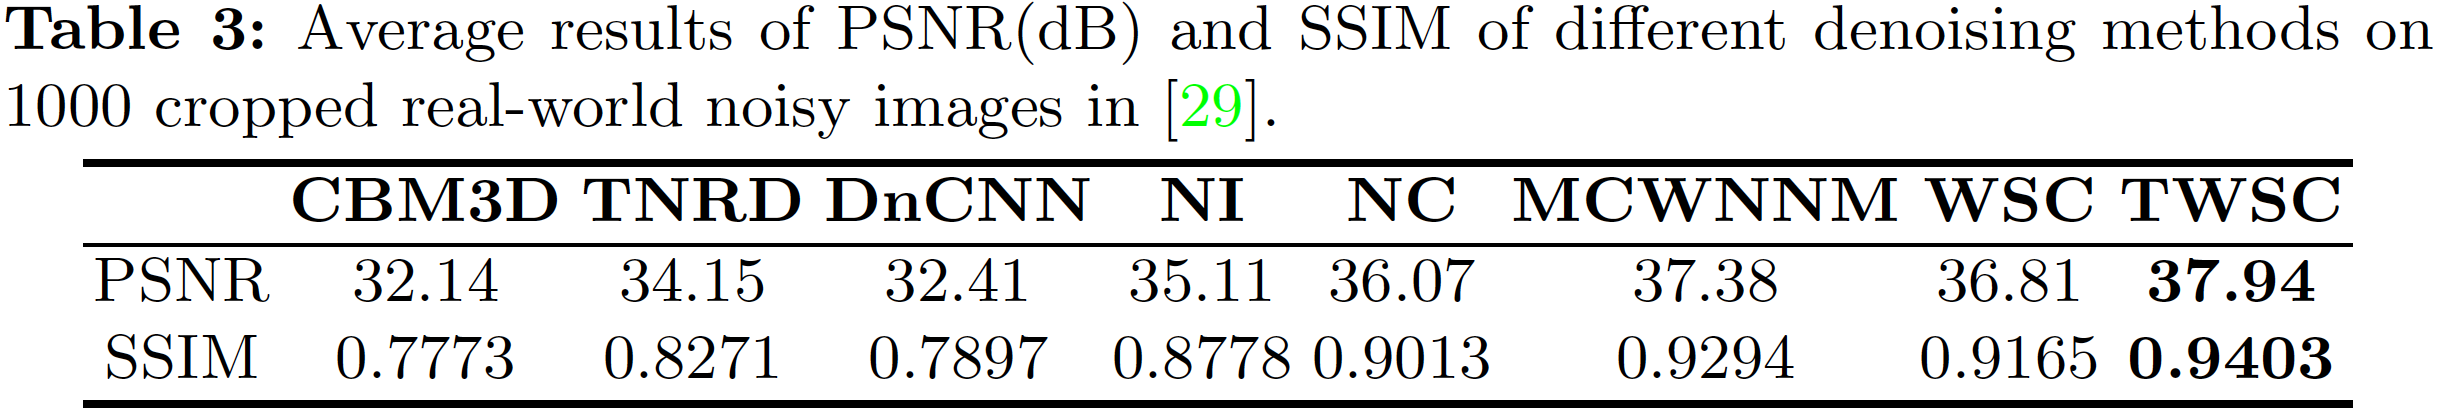 Table 3: Average results of PSNR(dB) and SSIM of different denoising methods on
1000 cropped real-world noisy images in [29].
CBM3D TNRD DnCNN NI NC MCWNNM WSC TWSC
PSNR 32.14 34.15 32.41 35.11 36.07 37.38 36.81 37.94
SSIM 0.7773 0.8271 0.7897 0.8778 0.9013 0.9294 0.9165 0.9403